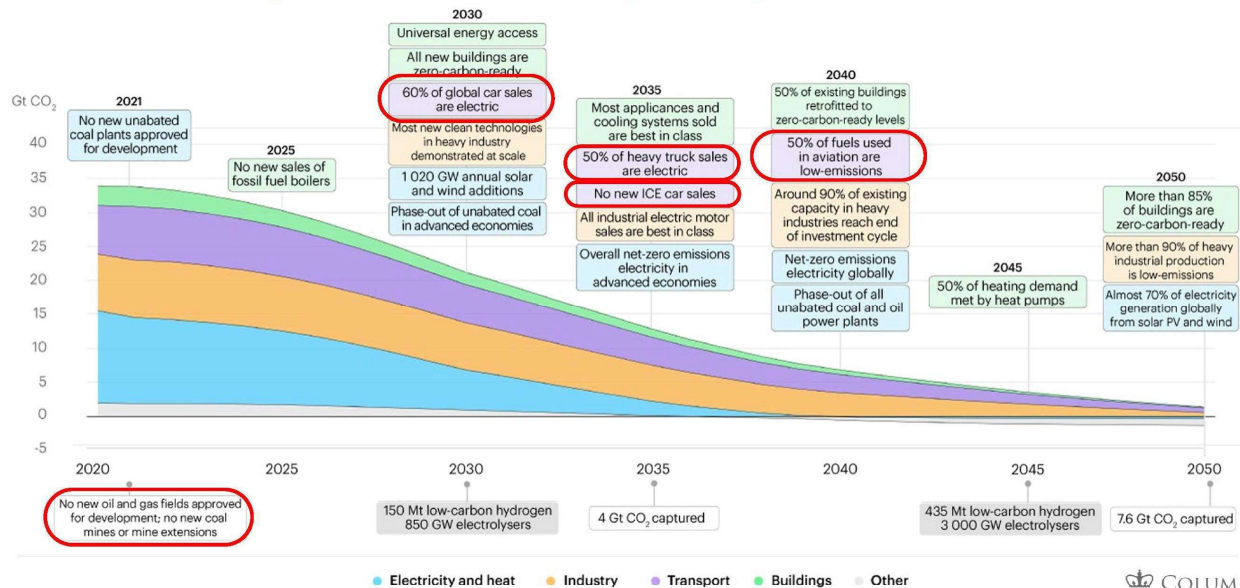 2030
Universal energy access
All new buildings are
zero-carbon-ready
60% of global car sales
are electric
Most new clean technologies
in heavy industry
demonstrated at scale
1 020 GW annual solar
and wind additions
Phase-out of unabated coal
in advanced economies
Gt CO₂
2021
No new unabated
coal plants approved
for development
2025
No new sales of
fossil fuel boilers
2035
Most applicances and
cooling systems sold
are best in class
50% of heavy truck sales
are electric
No new ICE car sales
All industrial electric motor
sales are best in class
Overall net-zero emissions
electricity in
advanced economies
2040
50% of existing buildings
retrofitted to
zero-carbon-ready levels
50% of fuels used
in aviation are
low-emissions
Around 90% of existing
capacity in heavy
industries reach end
of investment cycle
Net-zero emissions
electricity globally
Phase-out of all
unabated coal and oil
power plants
2045
50% of heating demand
met by heat pumps
2050
More than 85%
of buildings are
zero-carbon-ready
More than 90% of heavy
industrial production
is low-emissions
Almost 70% of electricity
generation globally
from solar PV and wind
40
35
30
25
20
15
10
5
0
-5
2020 2025 2030 2035 2040 2045 2050
No new oil and gas fields approved
for development; no new coal
mines or mine extensions
150 Mt low-carbon hydrogen
850 GW electrolysers
4 Gt CO₂ captured
435 Mt low-carbon hydrogen
3 000 GW electrolysers
7.6 Gt CO₂ captured
Electricity and heat Industry Transport Buildings Other
COLUM